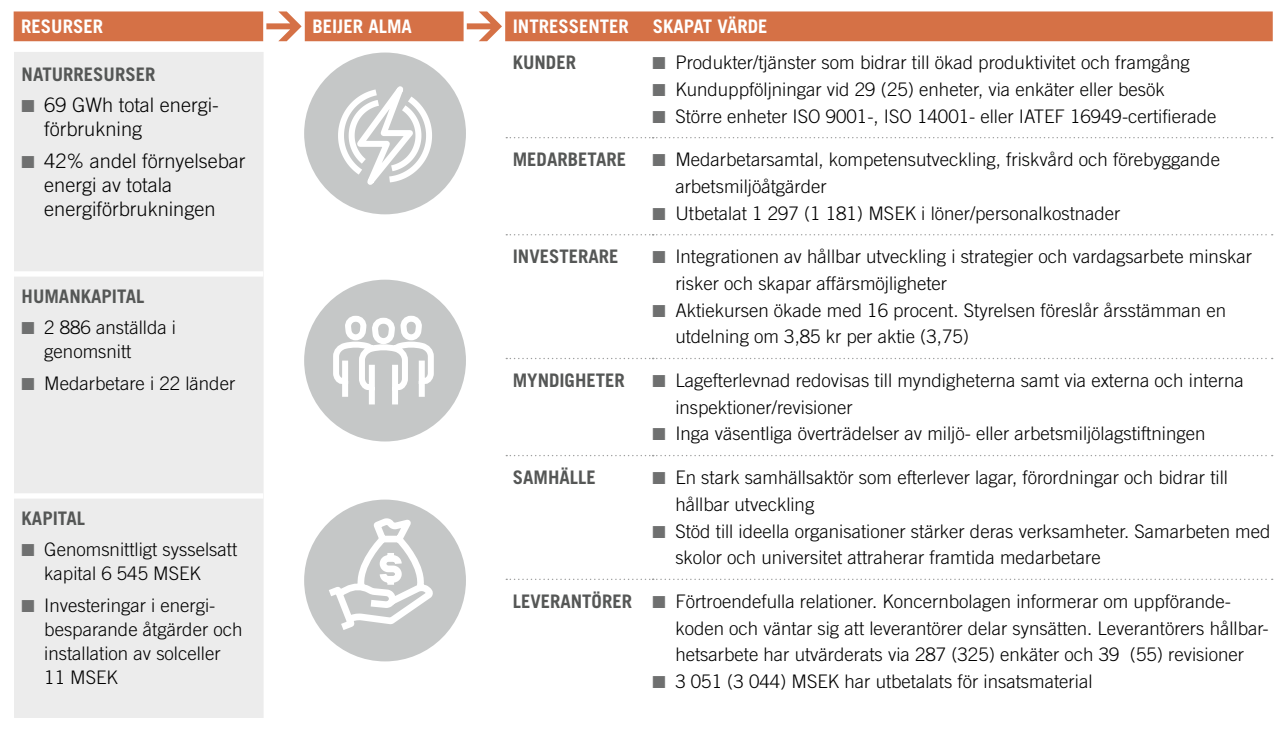 RESURSER
BEIJER ALMA
INTRESSENTER
SKAPAT VÄRDE
NATURRESURSER
■ 69 GWh total energi-
förbrukning
■ 42% andel förnyelsebar
energi av totala
energiförbrukningen
HUMANKAPITAL
■ 2 886 anställda i
genomsnitt
■ Medarbetare i 22 länder
KAPITAL
■ Genomsnittligt sysselsatt
kapital 6 545 MSEK
■ Investeringar i energi-
besparande åtgärder och
installation av solceller
11 MSEK
$
KUNDER
■ Produkter/tjänster som bidrar till ökad produktivitet och framgång
■ Kunduppföljningar vid 29 (25) enheter, via enkäter eller besök
■ Större enheter ISO 9001-, ISO 14001- eller IATEF 16949-certifierade
MEDARBETARE
■ Medarbetarsamtal, kompetensutveckling, friskvård och förebyggande
arbetsmiljöåtgärder
■ Utbetalat 1 297 (1 181) MSEK i löner/personalkostnader
INVESTERARE
■ Integrationen av hållbar utveckling i strategier och vardagsarbete minskar
risker och skapar affärsmöjligheter
■ Aktiekursen ökade med 16 procent. Styrelsen föreslår årsstämman en
utdelning om 3,85 kr per aktie (3,75)
MYNDIGHETER
■ Lagefterlevnad redovisas till myndigheterna samt via externa och interna
inspektioner/revisioner
■ Inga väsentliga överträdelser av miljö- eller arbetsmiljölagstiftningen
SAMHÄLLE
■ En stark samhällsaktör som efterlever lagar, förordningar och bidrar till
hållbar utveckling
■ Stöd till ideella organisationer stärker deras verksamheter. Samarbeten med
skolor och universitet attraherar framtida medarbetare
LEVERANTÖRER
■ Förtroendefulla relationer. Koncernbolagen informerar om uppförande-
koden och väntar sig att leverantörer delar synsätten. Leverantörers hållbar-
hetsarbete har utvärderats via 287 (325) enkäter och 39 (55) revisioner
■ 3 051 (3 044) MSEK har utbetalats för insatsmaterial